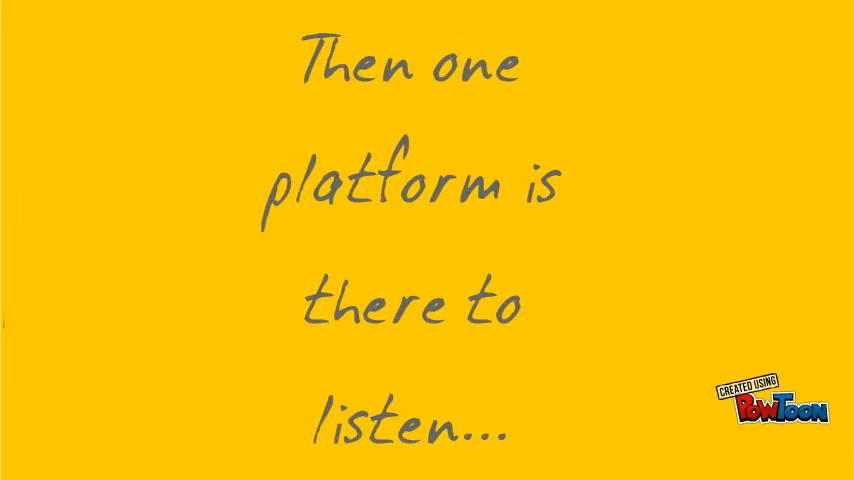 Then one
platform is
there to
listen...
CREATED USING
POWTOON